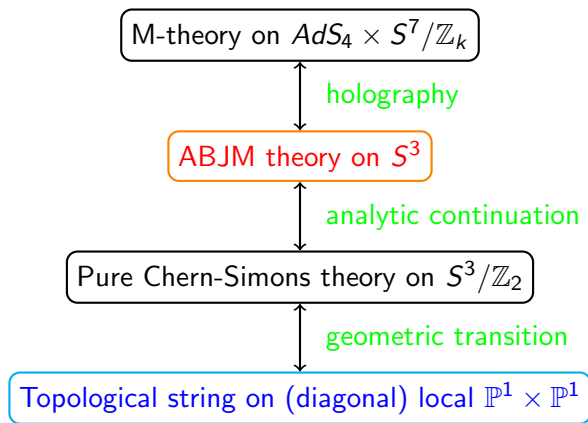 M-theory on AdS₄ × S⁷/ℤₖ
holography
ABJM theory on S³
analytic continuation
Pure Chern-Simons theory on S³/ℤ₂
geometric transition
Topological string on (diagonal) local ℙ¹ × ℙ¹